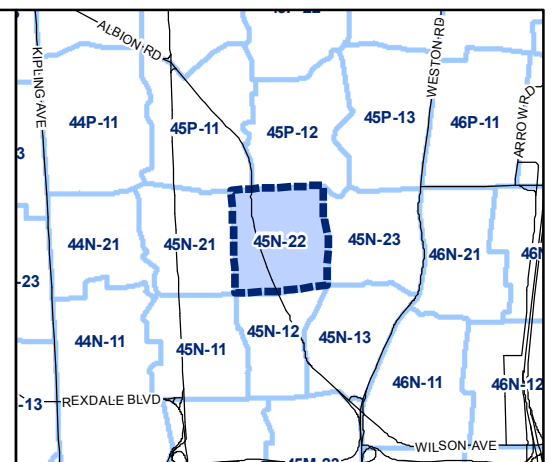 ALBION RD
WESTON RD
KIPLING AVE
ARROW RD
44P-11
45P-11
45P-12
45P-13
46P-11
3
44N-21
45N-21
45N-22
45N-23
46N-21
-23
44N-11
45N-11
45N-12
45N-13
46N-11
46N-12
-13
REXDALE BLVD
WILSON AVE